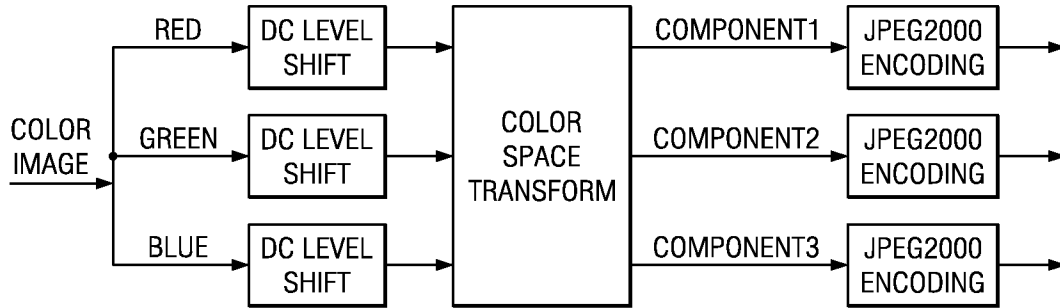 RED
DC LEVEL
SHIFT
COMPONENT1
JPEG2000
ENCODING
COLOR
IMAGE
GREEN
DC LEVEL
SHIFT
COLOR
SPACE
TRANSFORM
COMPONENT2
JPEG2000
ENCODING
BLUE
DC LEVEL
SHIFT
COMPONENT3
JPEG2000
ENCODING